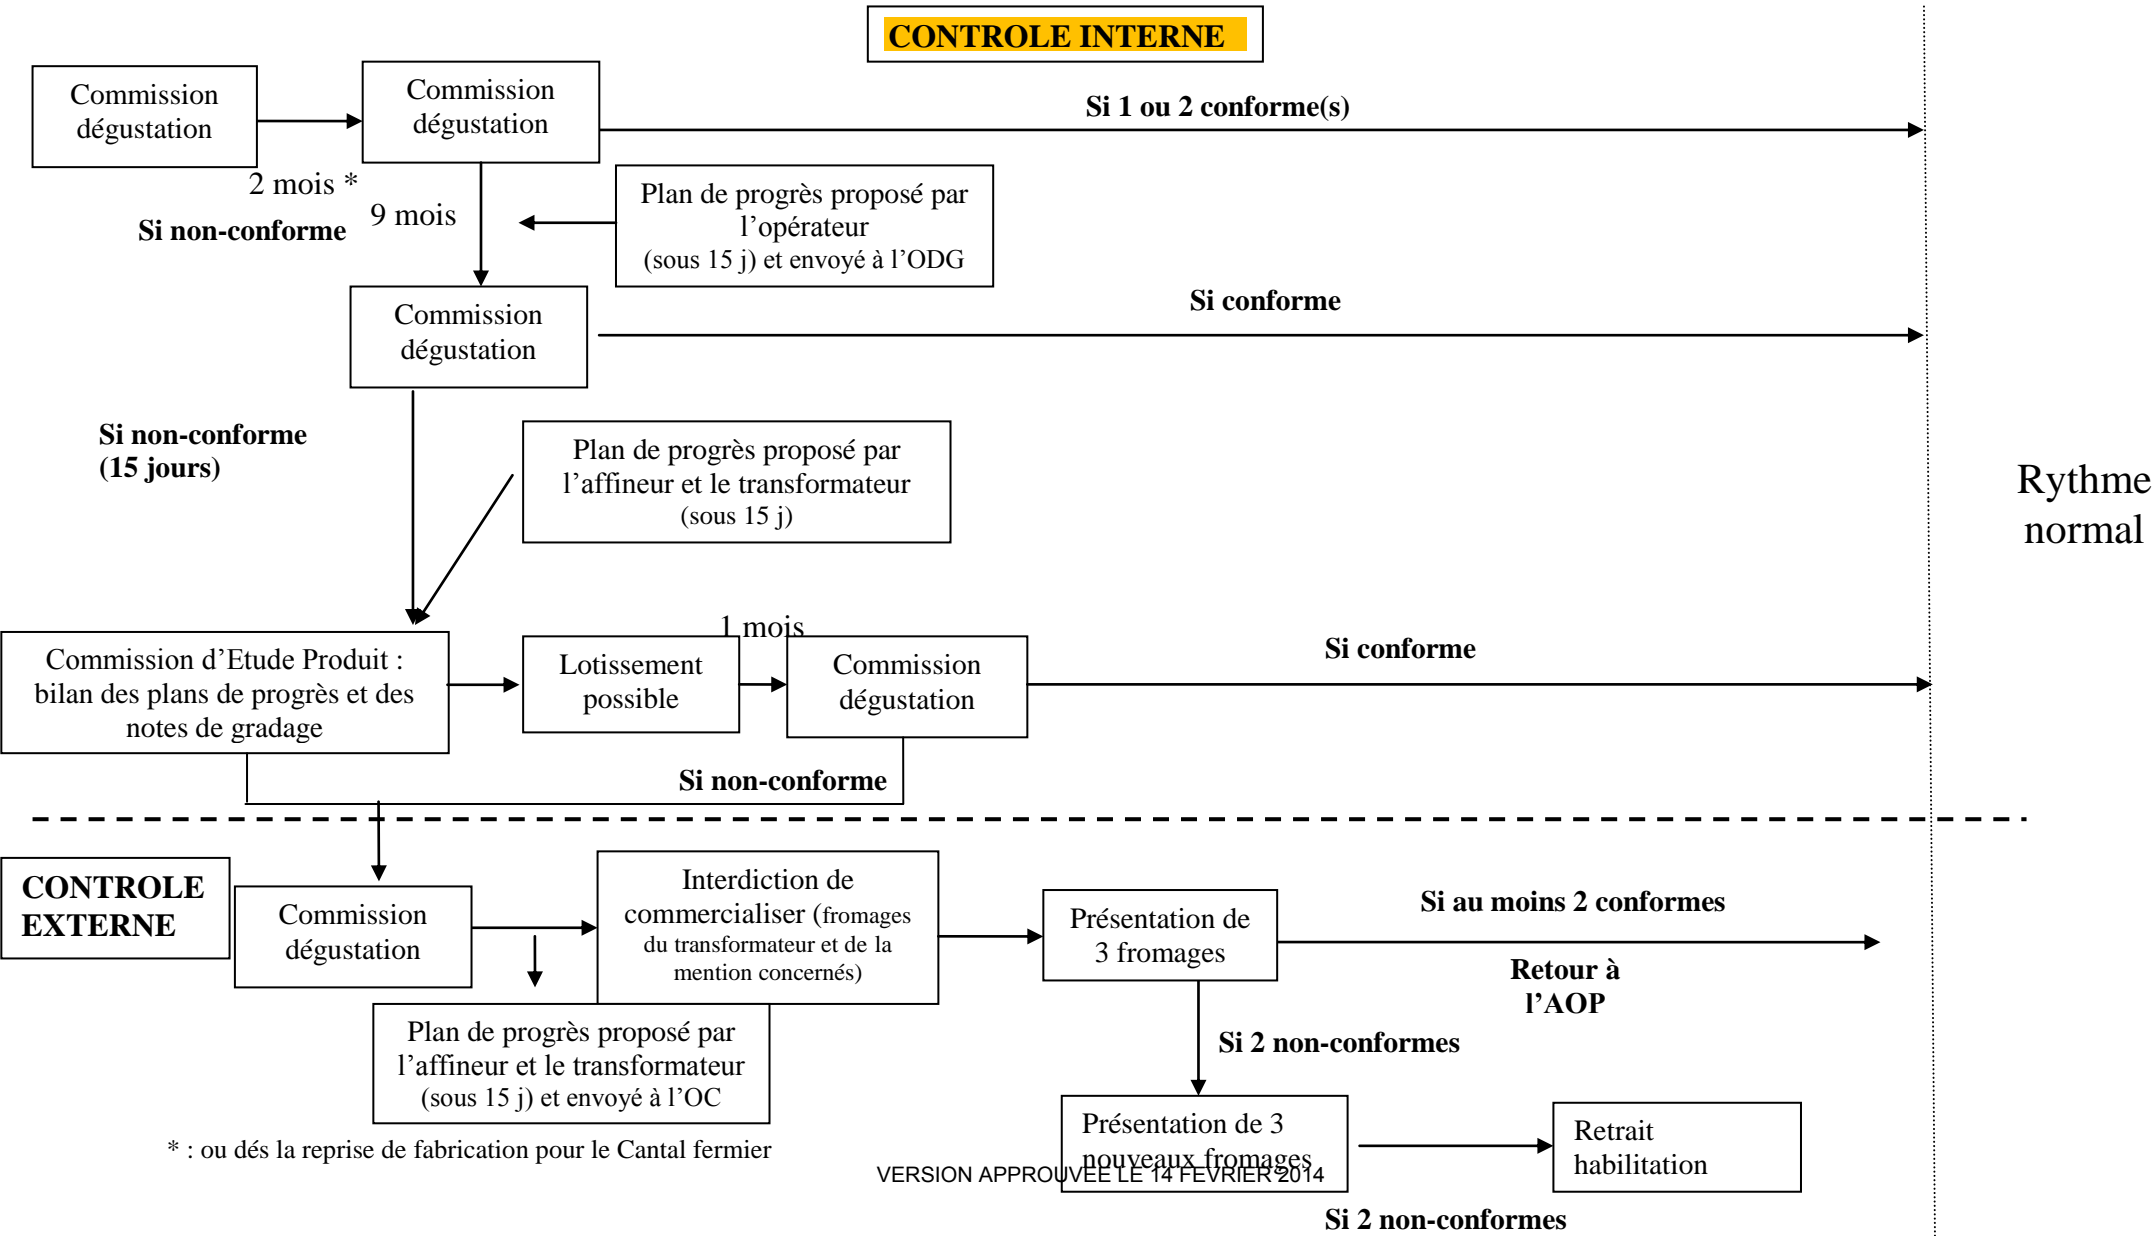 CONTROLE INTERNE
Commission
dégustation
Commission
dégustation
Si 1 ou 2 conforme(s)
2 mois *
Si non-conforme
9 mois
Plan de progrès proposé par
l’opérateur
(sous 15 j) et envoyé à l’ODG
Commission
dégustation
Si conforme
Si non-conforme
(15 jours)
Plan de progrès proposé par
l’affineur et le transformateur
(sous 15 j)
Rythme
normal
Commission d’Etude Produit :
bilan des plans de progrès et des
notes de gradage
Lotissement
possible
1 mois
Commission
dégustation
Si conforme
Si non-conforme
CONTROLE
EXTERNE
Commission
dégustation
Interdiction de
commercialiser (fromages
du transformateur et de la
mention concernés)
Présentation de
3 fromages
Si au moins 2 conformes
Retour à
l’AOP
Plan de progrès proposé par
l’affineur et le transformateur
(sous 15 j) et envoyé à l’OC
Si 2 non-conformes
Présentation de 3
nouveaux fromages
Retrait
habilitation
* : ou dés la reprise de fabrication pour le Cantal fermier
VERSION APPROUVEE LE 14 FEVRIER 2014
Si 2 non-conformes